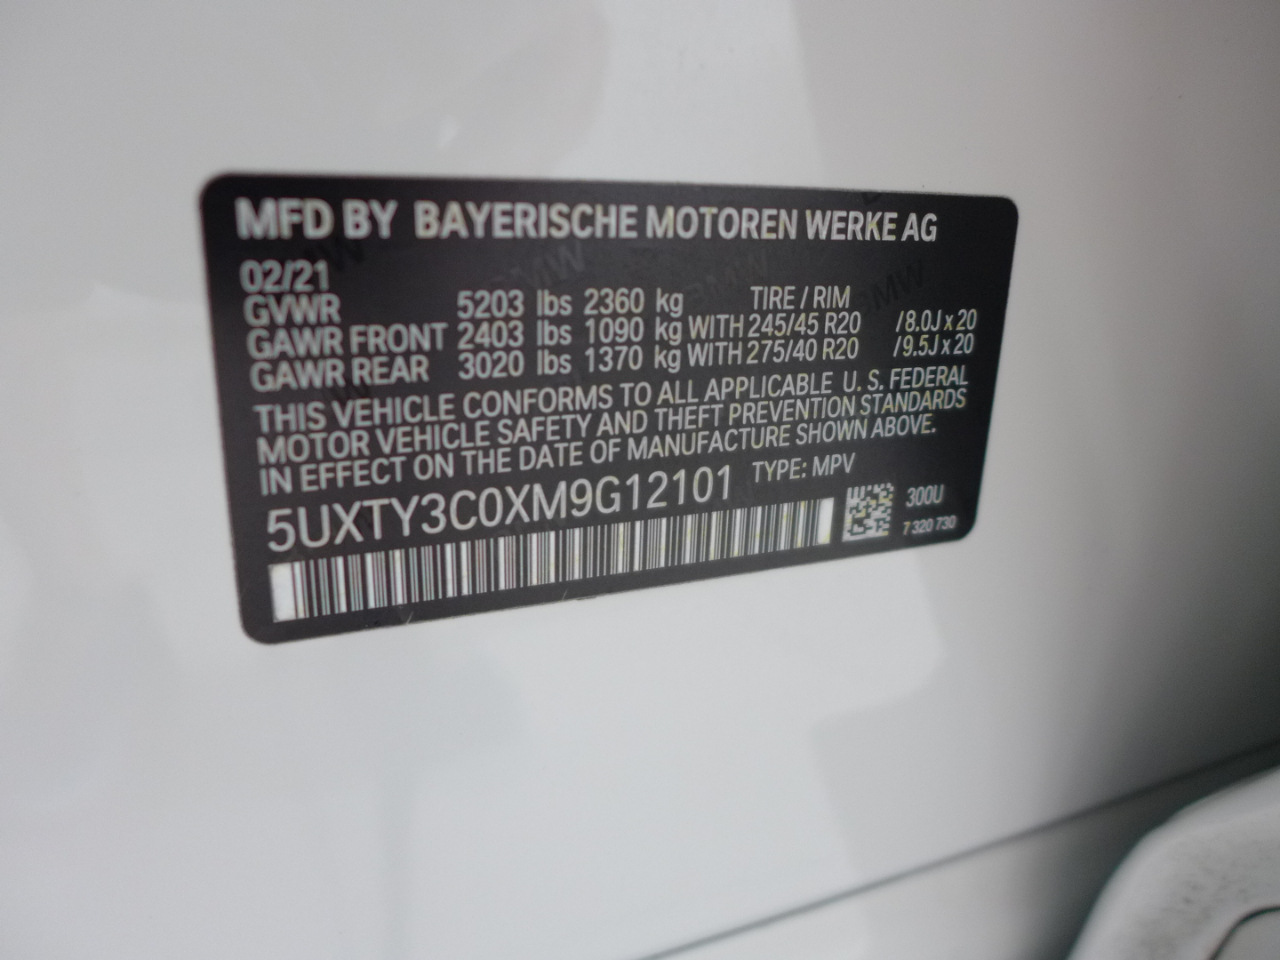 MFD BY BAYERISCHE MOTOREN WERKE AG
02/21
GVWR 5203 lbs 2360 kg TIRE / RIM
GAWR FRONT 2403 lbs 1090 kg WITH 245/45 R20 /8.0J x 20
GAWR REAR 3020 lbs 1370 kg WITH 275/40 R20 /9.5J x 20
THIS VEHICLE CONFORMS TO ALL APPLICABLE U. S. FEDERAL
MOTOR VEHICLE SAFETY AND THEFT PREVENTION STANDARDS
IN EFFECT ON THE DATE OF MANUFACTURE SHOWN ABOVE.
5UXTY3C0XM9G12101 TYPE: MPV
300U
7 320 730